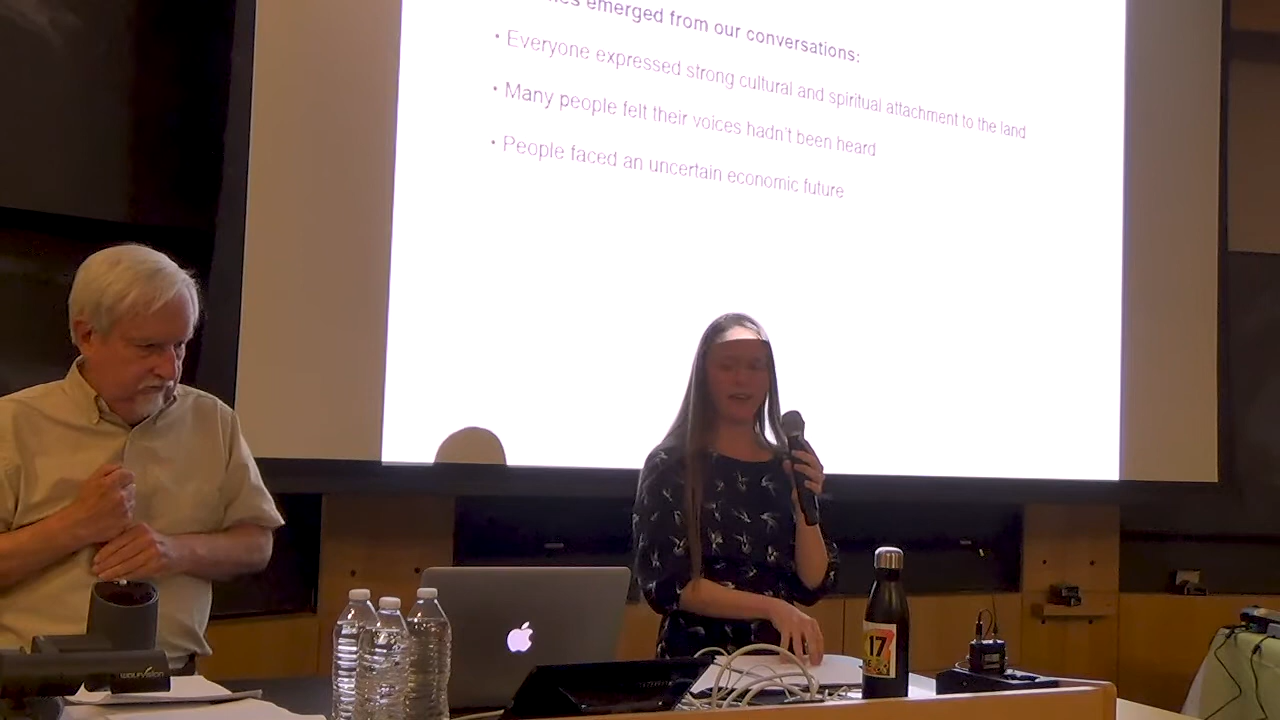 emerged from our conversations:
• Everyone expressed strong cultural and spiritual attachment to the land
• Many people felt their voices hadn't been heard
• People faced an uncertain economic future
17
WOLFVISION